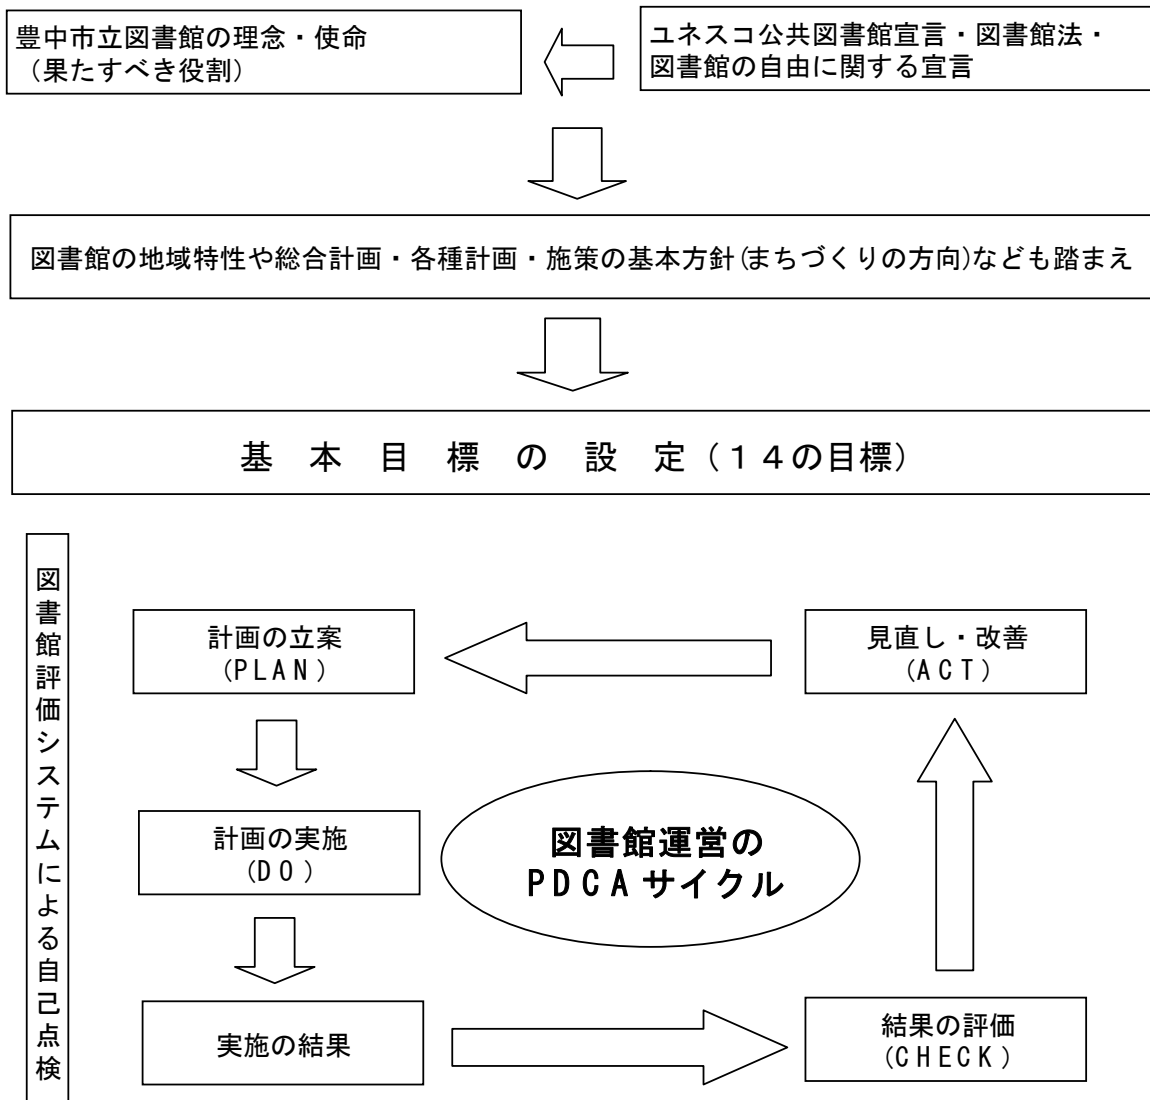 豊中市立図書館の理念・使命
(果たすべき役割)
ユネスコ公共図書館宣言・図書館法・
図書館の自由に関する宣言
図書館の地域特性や総合計画・各種計画・施策の基本方針(まちづくりの方向)なども踏まえ
基本目標の設定(14の目標)
図書館評価システムによる自己点検
計画の立案
(PLAN)
見直し・改善
(ACT)
計画の実施
(DO)
図書館運営の
PDCAサイクル
実施の結果
結果の評価
(CHECK)